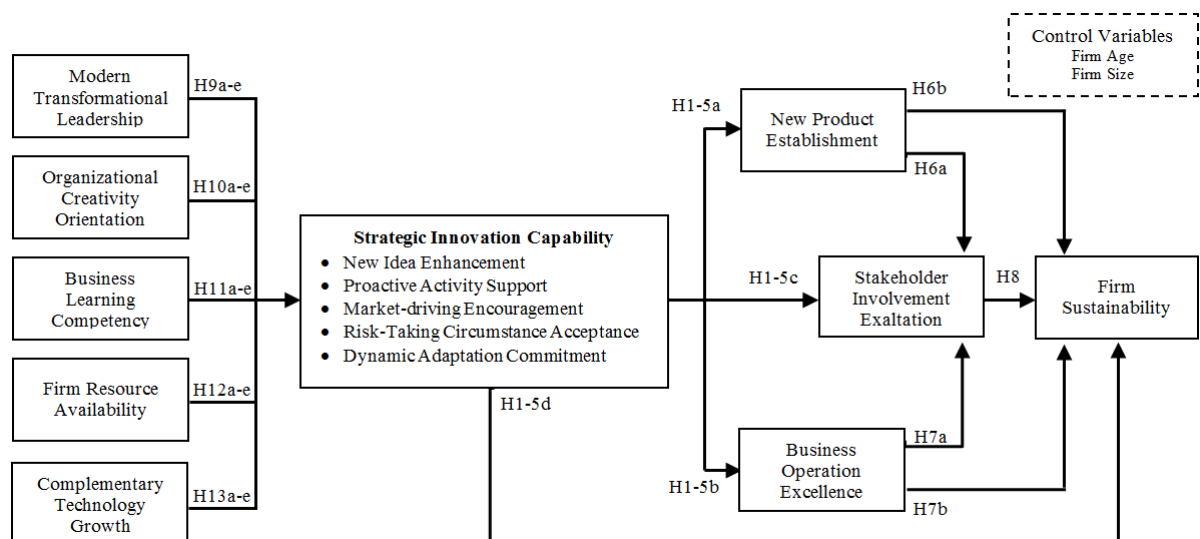 Control Variables
Firm Age
Firm Size
Modern
Transformational
Leadership
H9a-e
Organizational
Creativity
Orientation
H10a-e
Business
Learning
Competency
H11a-e
Firm Resource
Availability
H12a-e
Complementary
Technology
Growth
H13a-e
Strategic Innovation Capability
• New Idea Enhancement
• Proactive Activity Support
• Market-driving Encouragement
• Risk-Taking Circumstance Acceptance
• Dynamic Adaptation Commitment
H1-5d
H1-5a
H1-5c
H1-5b
New Product
Establishment
H6b
H6a
Stakeholder
Involvement
Exaltation
H8
Firm
Sustainability
Business
Operation
Excellence
H7a
H7b